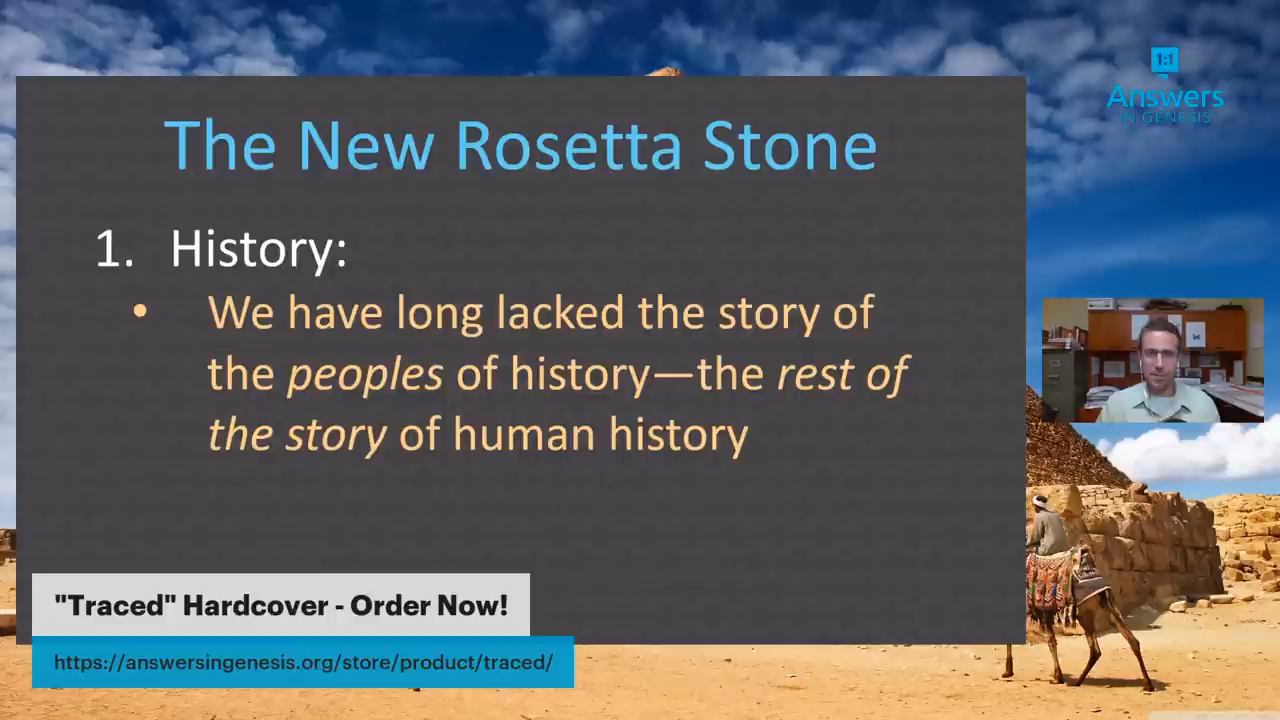 The New Rosetta Stone
1. History:
• We have long lacked the story of
the peoples of history—the rest of
the story of human history
1:1
Answers
IN GENESIS
"Traced" Hardcover - Order Now!
https://answersingenesis.org/store/product/traced/